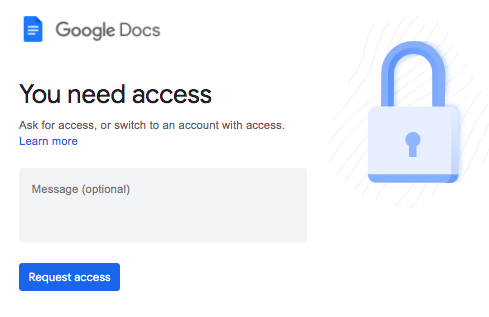 Google Docs
You need access
Ask for access, or switch to an account with access.
Learn more
Message (optional)
Request access